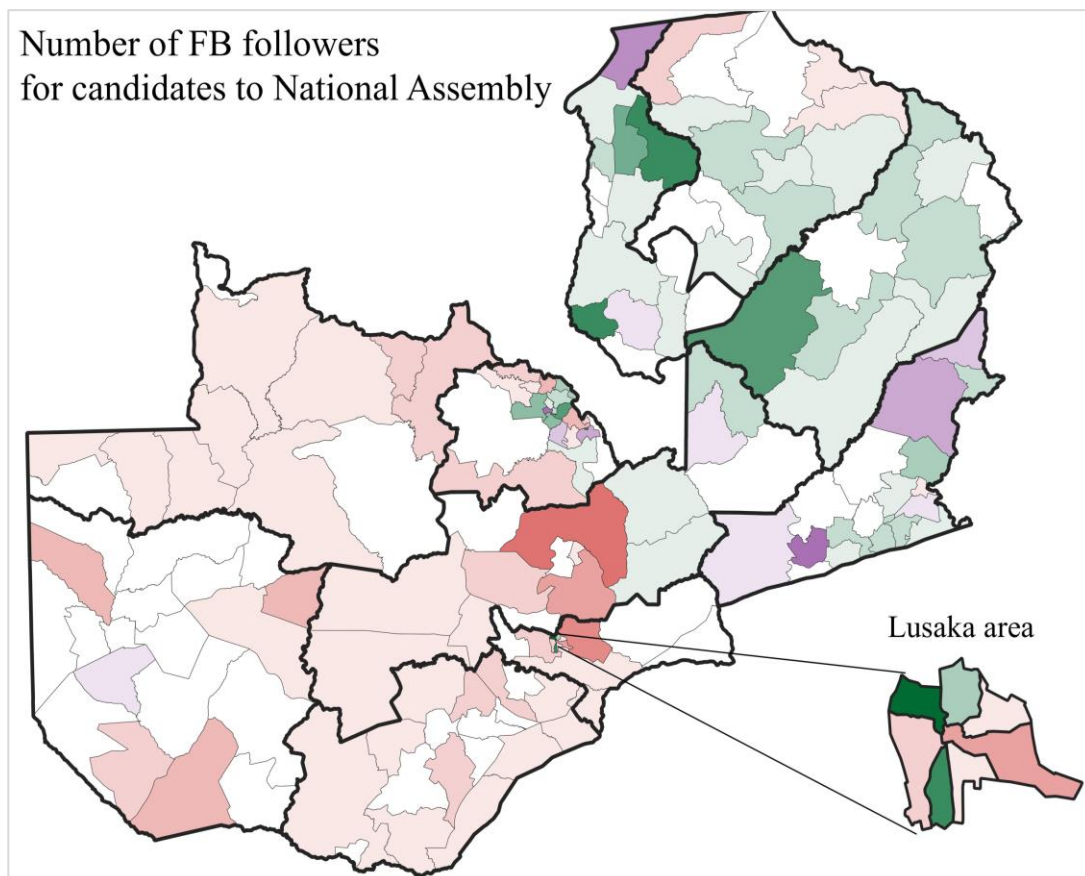 Number of FB followers
for candidates to National Assembly
Lusaka area